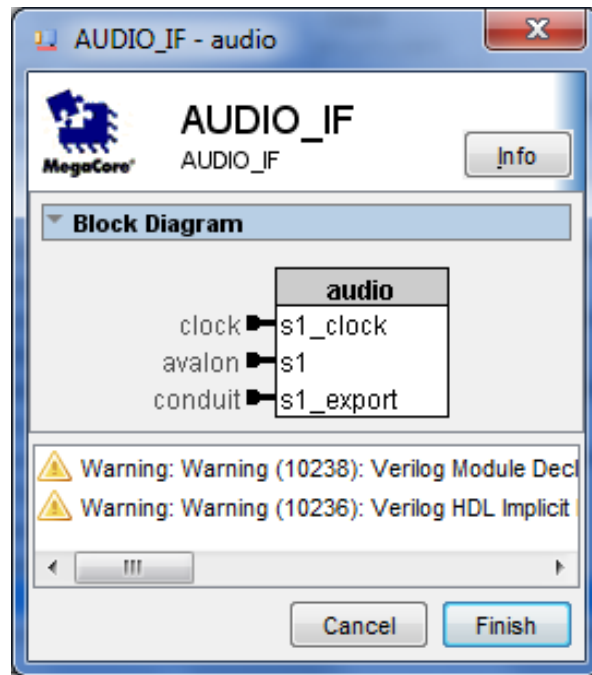 AUDIO_IF - audio
AUDIO_IF
AUDIO_IF
MegaCore®
Info
Block Diagram
audio
clock s1_clock
avalon s1
conduit s1_export
Warning: Warning (10238): Verilog Module Decl
Warning: Warning (10236): Verilog HDL Implicit
Cancel Finish